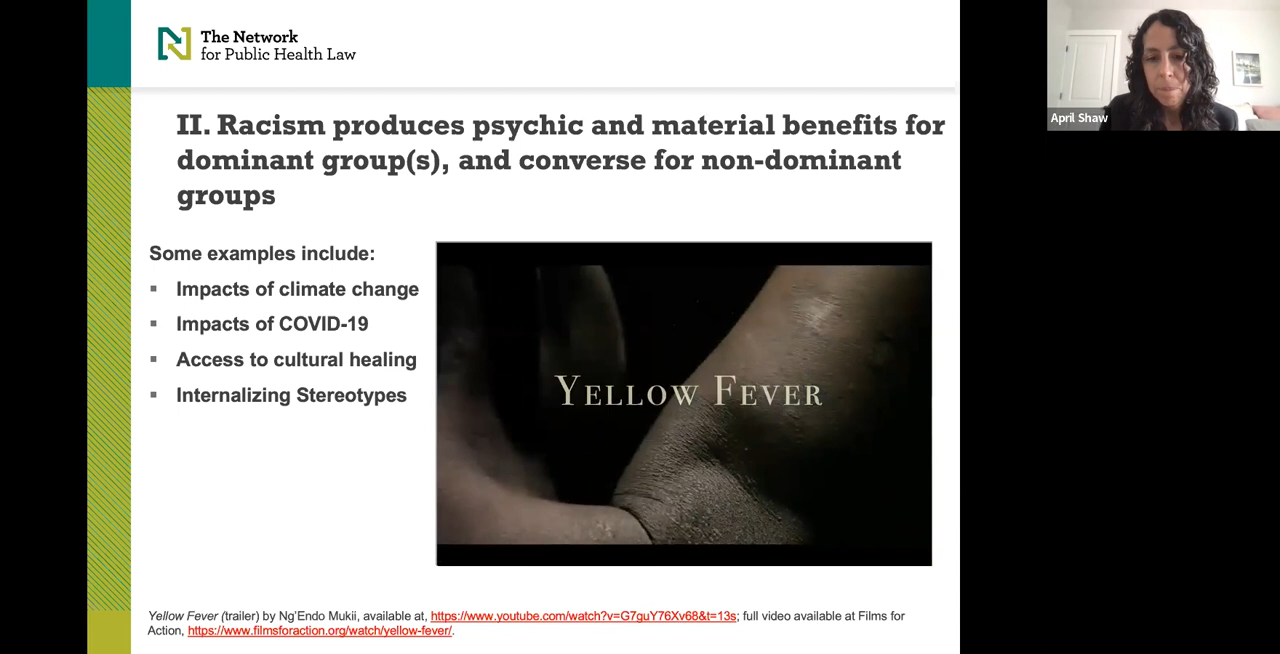 The Network
for Public Health Law
April Shaw
II. Racism produces psychic and material benefits for
dominant group(s), and converse for non-dominant
groups
Some examples include:
▪ Impacts of climate change
▪ Impacts of COVID-19
▪ Access to cultural healing
▪ Internalizing Stereotypes
YELLOW FEVER
Yellow Fever (trailer) by Ng'Endo Mukii, available at, https://www.youtube.com/watch?v=G7guY76Xv68&t=13s; full video available at Films for
Action, https://www.filmsforaction.org/watch/yellow-fever/.